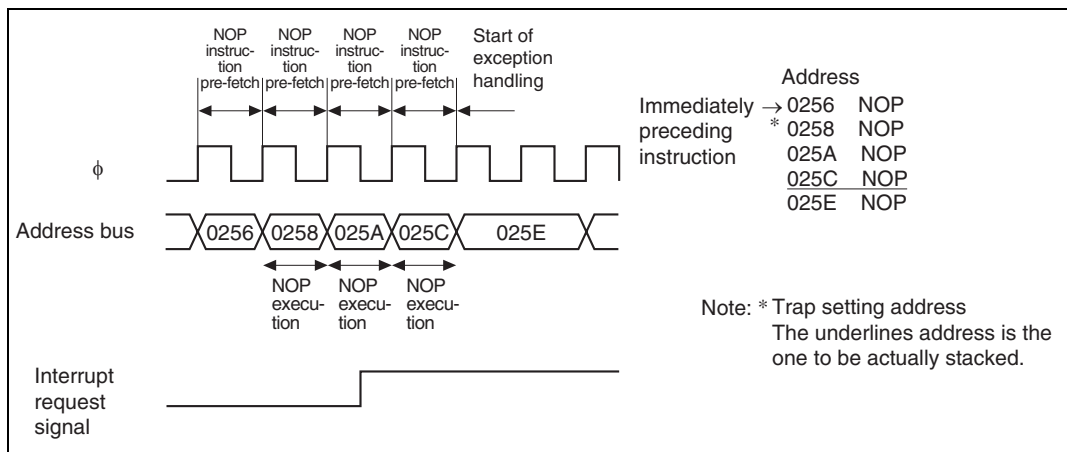 NOP instruc- tion pre-fetch
NOP instruc- tion pre-fetch
NOP instruc- tion pre-fetch
NOP instruc- tion pre-fetch
Start of
exception
handling
φ
Address bus
0256 0258 025A 025C 025E
NOP execu- tion
NOP execu- tion
NOP execu- tion
Interrupt
request
signal
Immediately
preceding
instruction
Address
→ 0256 NOP
* 0258 NOP
025A NOP
025C NOP
025E NOP
Note: * Trap setting address
The underlines address is the
one to be actually stacked.